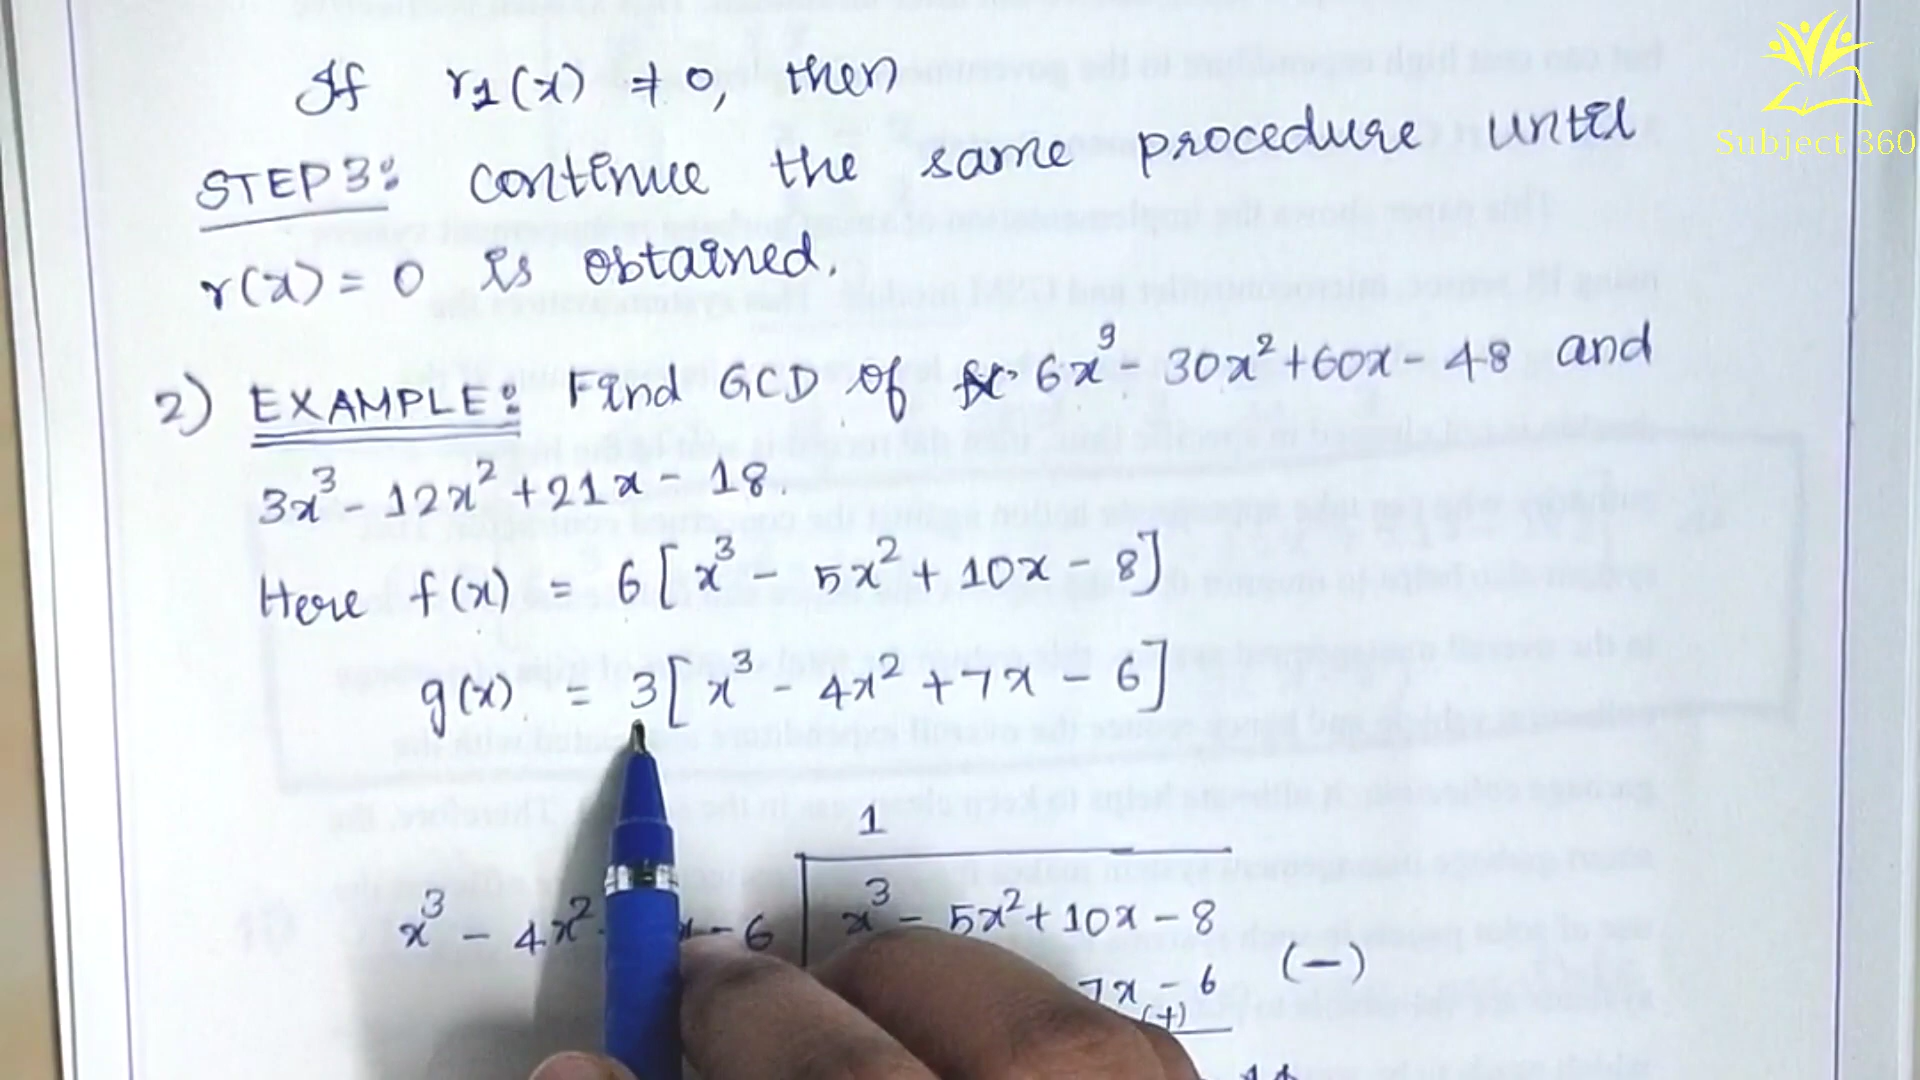 If r₁(x) ≠ 0, then
STEP 3: continue the same procedure until
r(x) = 0 is obtained.
2) EXAMPLE: Find GCD of 6x³ - 30x² + 60x - 48 and
3x³ - 12x² + 21x - 18.
Here f(x) = 6[x³ - 5x² + 10x - 8]
g(x) = 3[x³ - 4x² + 7x - 6]
1
x³ - 4x² x - 6 x³ - 5x² + 10x - 8
7x - 6 (-)
(+)
Subject 360